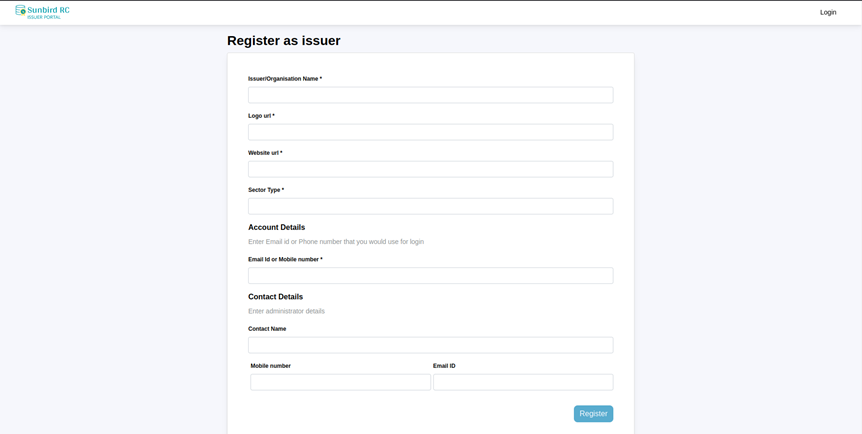 Sunbird RC
ISSUER PORTAL
Login
Register as issuer
Issuer/Organisation Name *
Logo url *
Website url *
Sector Type *
Account Details
Enter Email id or Phone number that you would use for login
Email Id or Mobile number *
Contact Details
Enter administrator details
Contact Name
Mobile number Email ID
Register